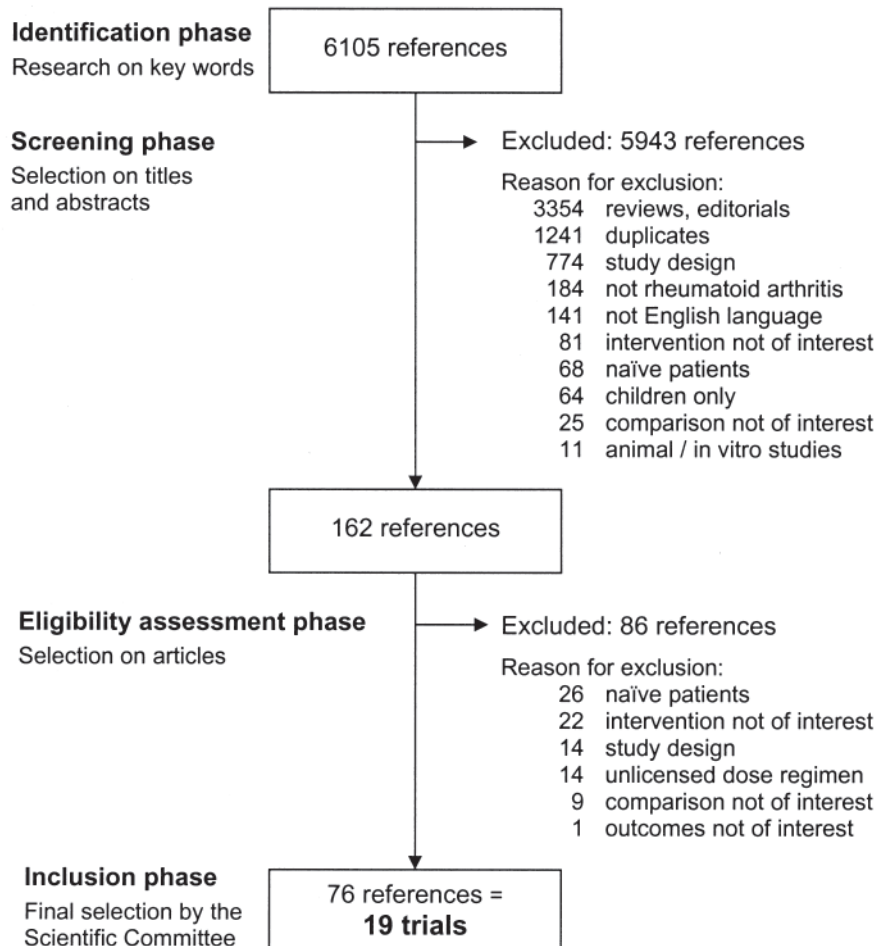 Identification phase
Research on key words
6105 references
Screening phase
Selection on titles
and abstracts
Excluded: 5943 references
Reason for exclusion:
3354 reviews, editorials
1241 duplicates
774 study design
184 not rheumatoid arthritis
141 not English language
81 intervention not of interest
68 naïve patients
64 children only
25 comparison not of interest
11 animal / in vitro studies
162 references
Eligibility assessment phase
Selection on articles
Excluded: 86 references
Reason for exclusion:
26 naïve patients
22 intervention not of interest
14 study design
14 unlicensed dose regimen
9 comparison not of interest
1 outcomes not of interest
Inclusion phase
Final selection by the
Scientific Committee
76 references =
19 trials